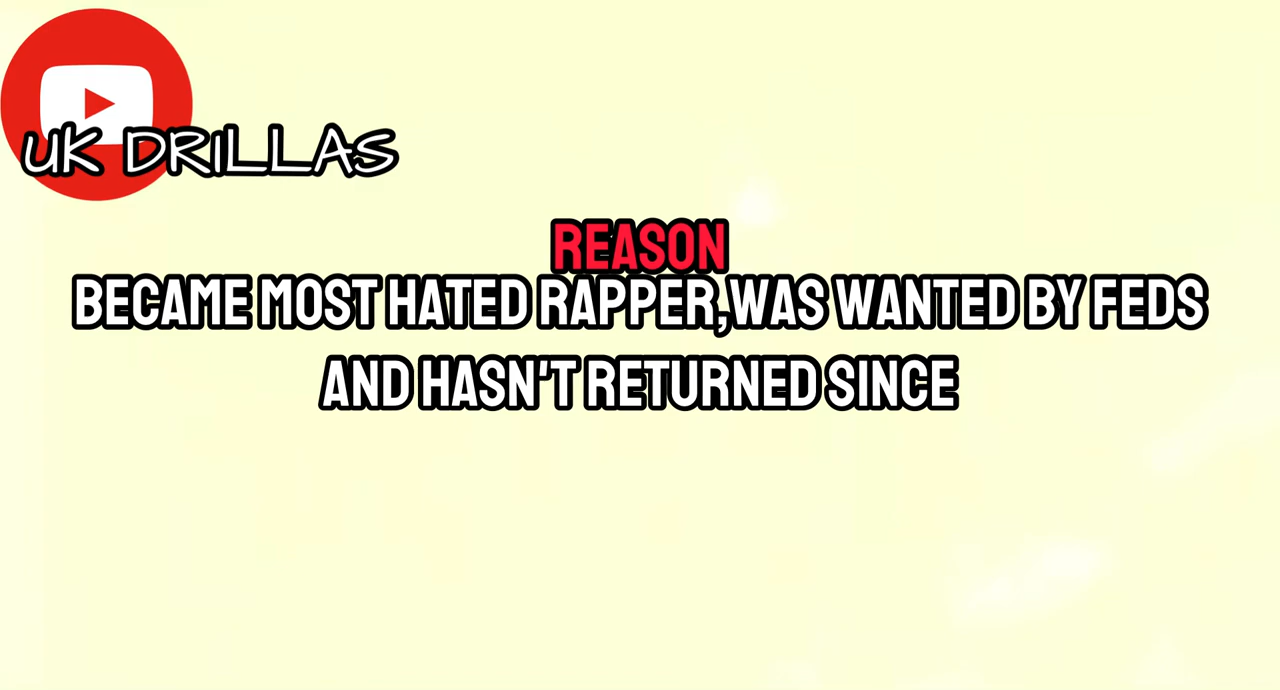 UK DRILLAS
REASON
BECAME MOST HATED RAPPER,WAS WANTED BY FEDS
AND HASN'T RETURNED SINCE